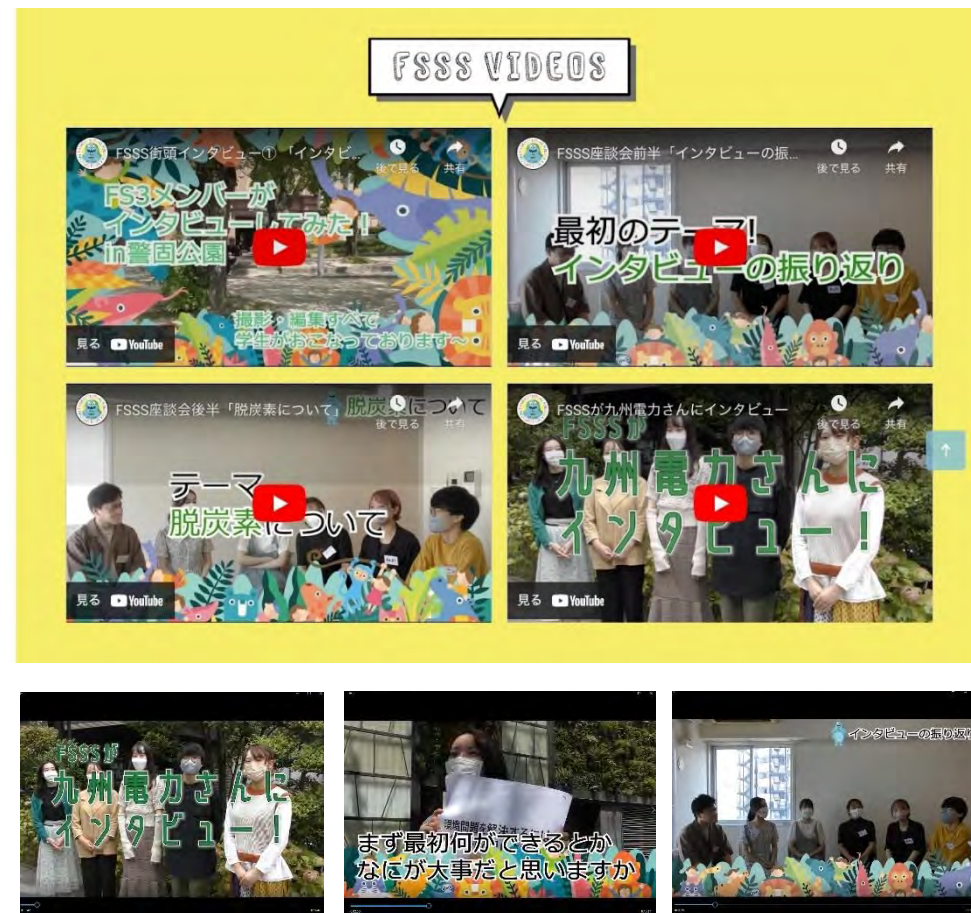 FSSS VIDEOS
FSSS街頭インタビュー① 「インタビ...
後で見る
共有
FS3メンバーが
インタビューしてみた!
in警固公園
撮影・編集すべて
学生がおこなっております〜
見る YouTube
FSSS座談会前半「インタビューの振...
後で見る
共有
最初のテーマ!
インタビューの振り返り
見る YouTube
FSSS座談会後半「脱炭素について」
脱炭素について
後で見る
共有
テーマ
脱炭素について
見る YouTube
FSSSが九州電力さんにインタビュー
後で見る
共有
FSSSが
九州電力さんに
インタビュー!
見る YouTube
↑
FSSSが
九州電力さんに
インタビュー!
環境問題を解決するには
まず最初何ができるとか
なにが大事だと思いますか
インタビューの振り返り